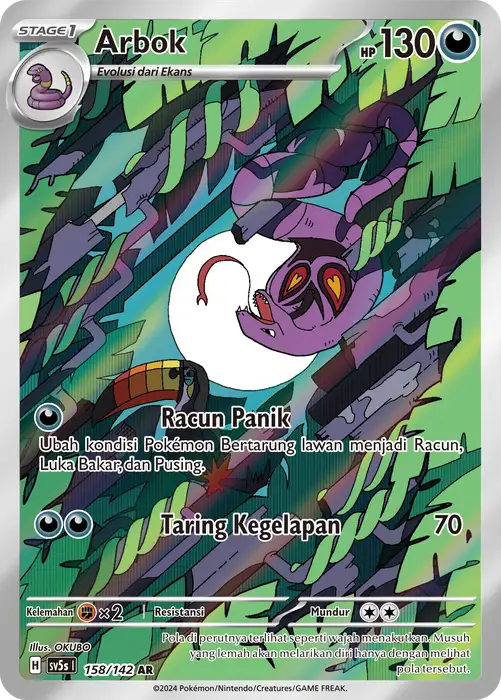 STAGE1
Arbok
HP 130
Evolusi dari Ekans
Racun Panik
Ubah kondisi Pokémon Bertarung lawan menjadi Racun,
Luka Bakar, dan Pusing.
Taring Kegelapan 70
Kelemahan ×2 Resistansi Mundur
Illus. OKUBO
Pola di perutnya terlihat seperti wajah menakutkan. Musuh
yang lemah akan melarikan diri hanya dengan melihat
pola tersebut.
H sv5s I 158/142 AR
©2024 Pokémon/Nintendo/Creatures/GAME FREAK.